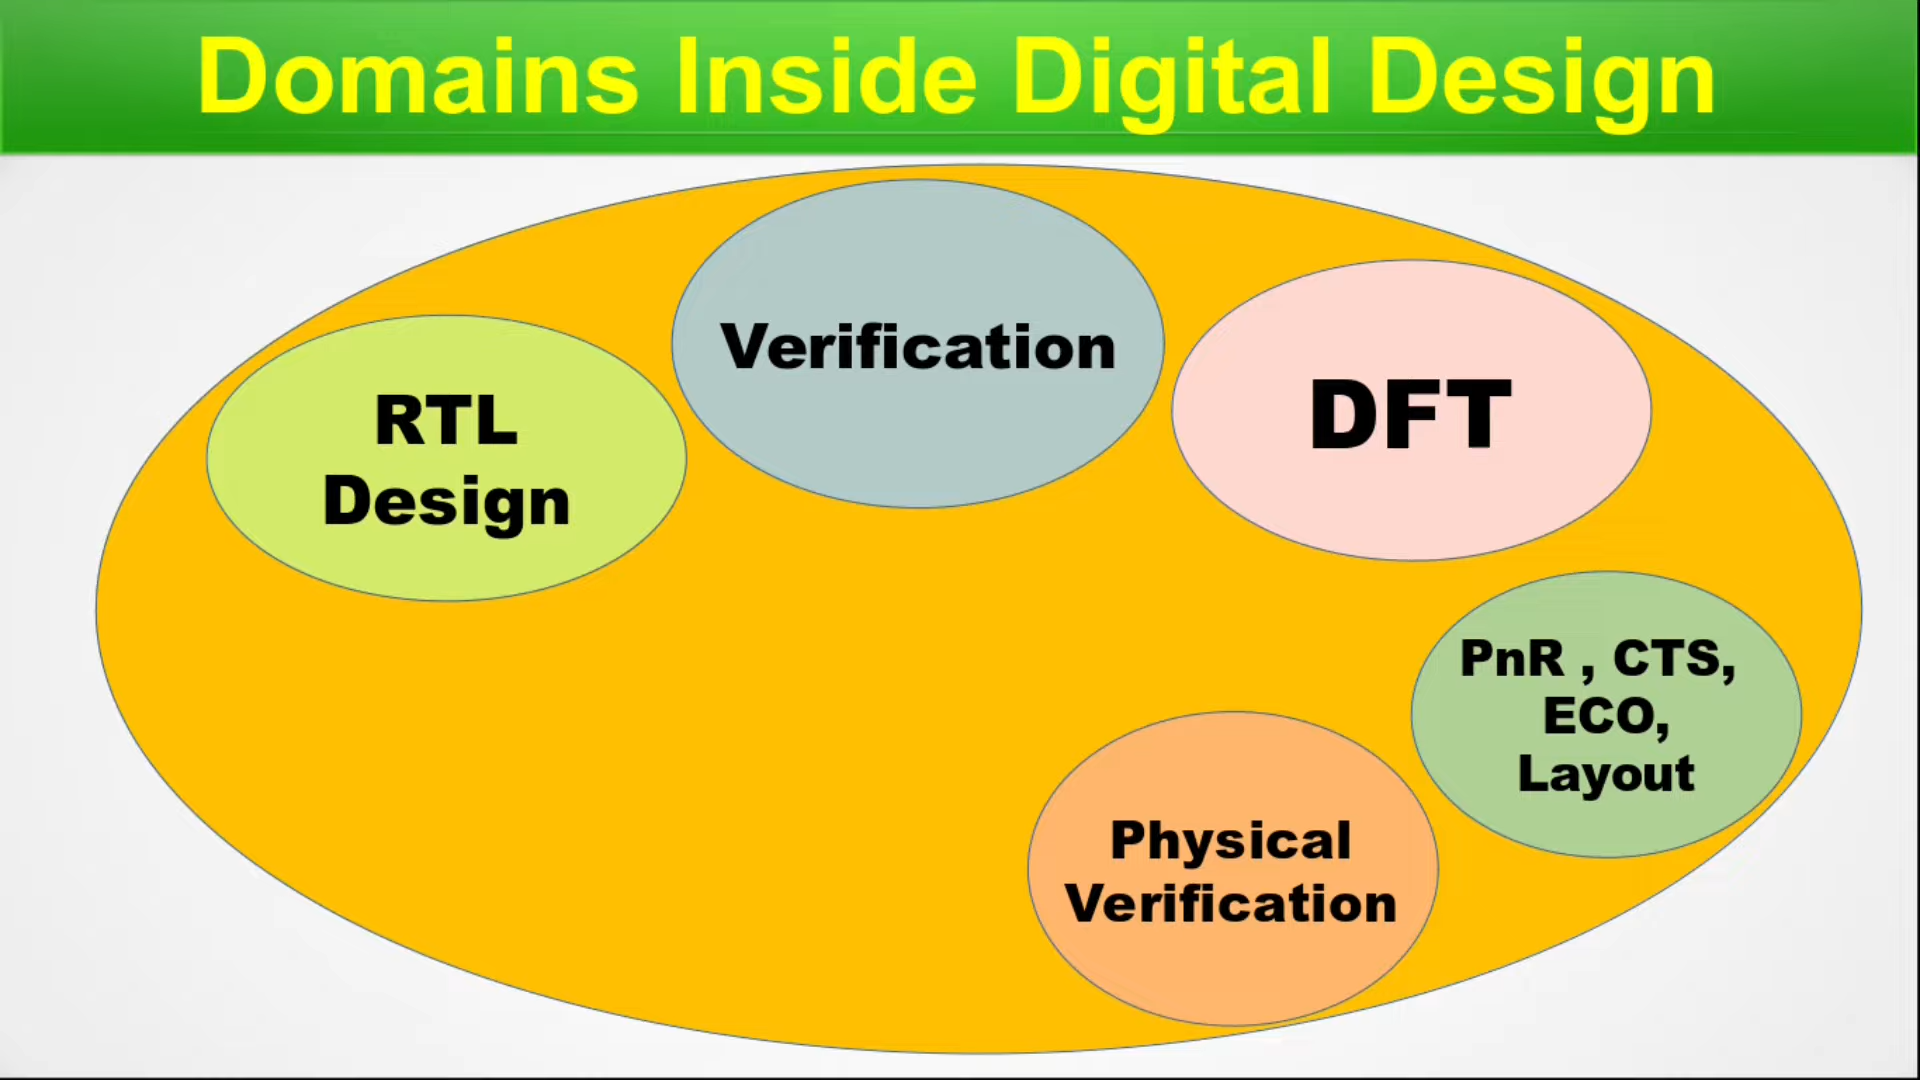 Domains Inside Digital Design
Verification
RTL
Design
DFT
PnR , CTS,
ECO,
Layout
Physical
Verification